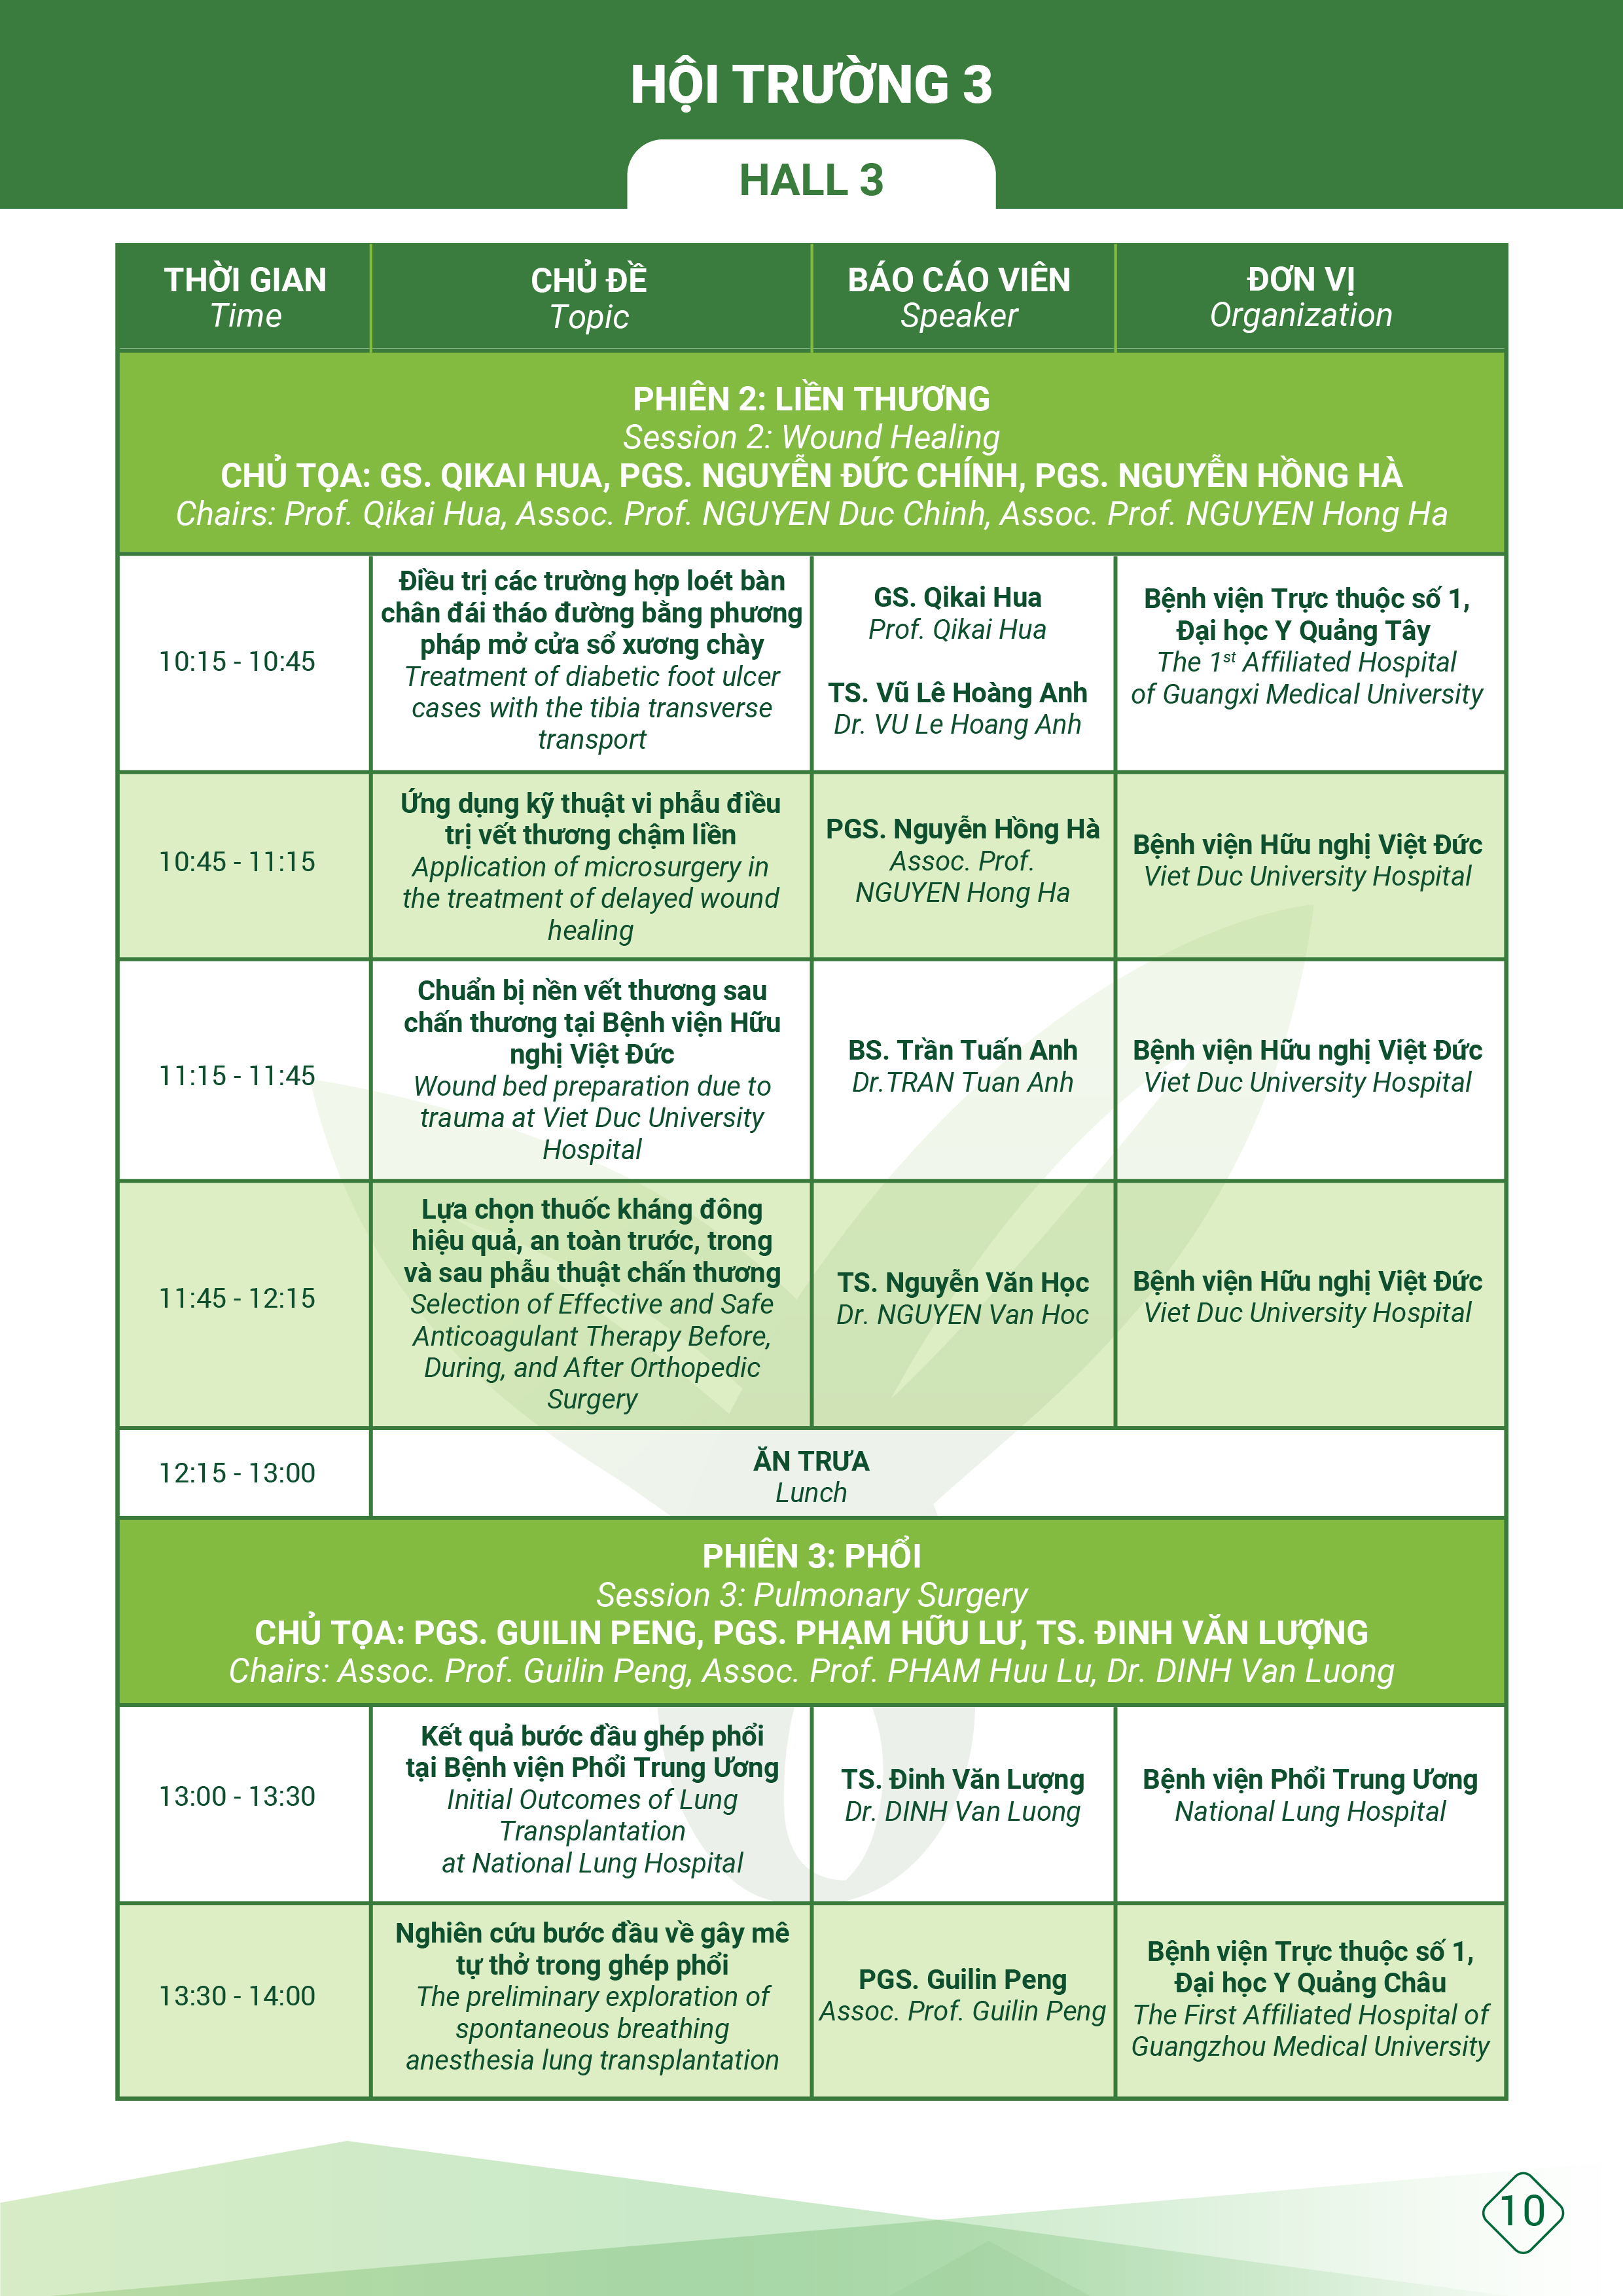 HỘI TRƯỜNG 3
HALL 3
THỜI GIAN
Time
CHỦ ĐỀ
Topic
BÁO CÁO VIÊN
Speaker
ĐƠN VỊ
Organization
PHIÊN 2: LIỀN THƯƠNG
Session 2: Wound Healing
CHỦ TỌA: GS. QIKAI HUA, PGS. NGUYỄN ĐỨC CHÍNH, PGS. NGUYỄN HỒNG HÀ
Chairs: Prof. Qikai Hua, Assoc. Prof. NGUYEN Duc Chinh, Assoc. Prof. NGUYEN Hong Ha
10:15 - 10:45
Điều trị các trường hợp loét bàn
chân đái tháo đường bằng phương
pháp mở cửa sổ xương chày
Treatment of diabetic foot ulcer
cases with the tibia transverse
transport
GS. Qikai Hua
Prof. Qikai Hua
TS. Vũ Lê Hoàng Anh
Dr. VU Le Hoang Anh
Bệnh viện Trực thuộc số 1,
Đại học Y Quảng Tây
The 1st Affiliated Hospital
of Guangxi Medical University
10:45 - 11:15
Ứng dụng kỹ thuật vi phẫu điều
trị vết thương chậm liền
Application of microsurgery in
the treatment of delayed wound
healing
PGS. Nguyễn Hồng Hà
Assoc. Prof.
NGUYEN Hong Ha
Bệnh viện Hữu nghị Việt Đức
Viet Duc University Hospital
11:15 - 11:45
Chuẩn bị nền vết thương sau
chấn thương tại Bệnh viện Hữu
nghị Việt Đức
Wound bed preparation due to
trauma at Viet Duc University
Hospital
BS. Trần Tuấn Anh
Dr.TRAN Tuan Anh
Bệnh viện Hữu nghị Việt Đức
Viet Duc University Hospital
11:45 - 12:15
Lựa chọn thuốc kháng đông
hiệu quả, an toàn trước, trong
và sau phẫu thuật chấn thương
Selection of Effective and Safe
Anticoagulant Therapy Before,
During, and After Orthopedic
Surgery
TS. Nguyễn Văn Học
Dr. NGUYEN Van Hoc
Bệnh viện Hữu nghị Việt Đức
Viet Duc University Hospital
12:15 - 13:00
ĂN TRƯA
Lunch
PHIÊN 3: PHỔI
Session 3: Pulmonary Surgery
CHỦ TỌA: PGS. GUILIN PENG, PGS. PHẠM HỮU LƯ, TS. ĐINH VĂN LƯỢNG
Chairs: Assoc. Prof. Guilin Peng, Assoc. Prof. PHAM Huu Lu, Dr. DINH Van Luong
13:00 - 13:30
Kết quả bước đầu ghép phổi
tại Bệnh viện Phổi Trung Ương
Initial Outcomes of Lung
Transplantation
at National Lung Hospital
TS. Đinh Văn Lượng
Dr. DINH Van Luong
Bệnh viện Phổi Trung Ương
National Lung Hospital
13:30 - 14:00
Nghiên cứu bước đầu về gây mê
tự thở trong ghép phổi
The preliminary exploration of
spontaneous breathing
anesthesia lung transplantation
PGS. Guilin Peng
Assoc. Prof. Guilin Peng
Bệnh viện Trực thuộc số 1,
Đại học Y Quảng Châu
The First Affiliated Hospital of
Guangzhou Medical University
10